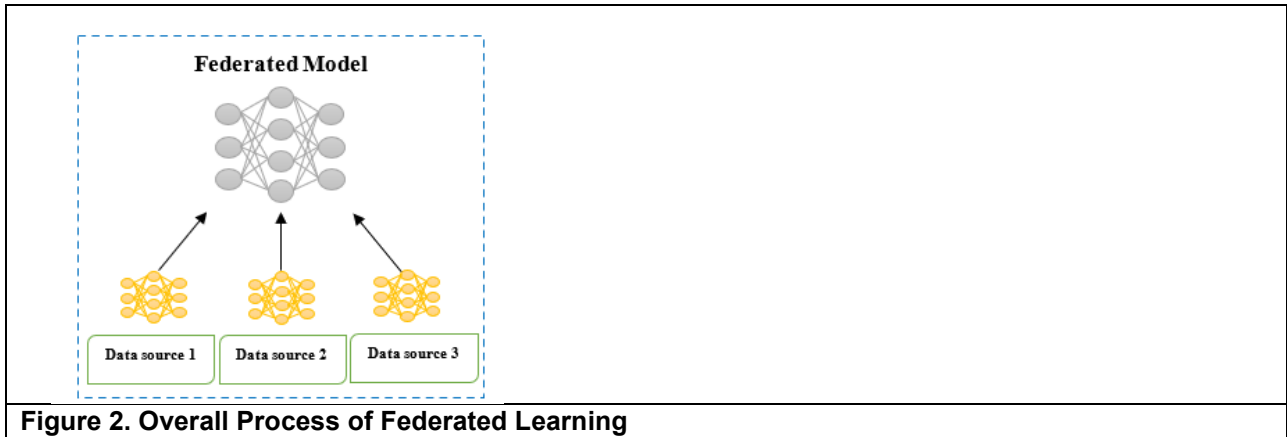 Federated Model
Data source 1
Data source 2
Data source 3
Figure 2. Overall Process of Federated Learning